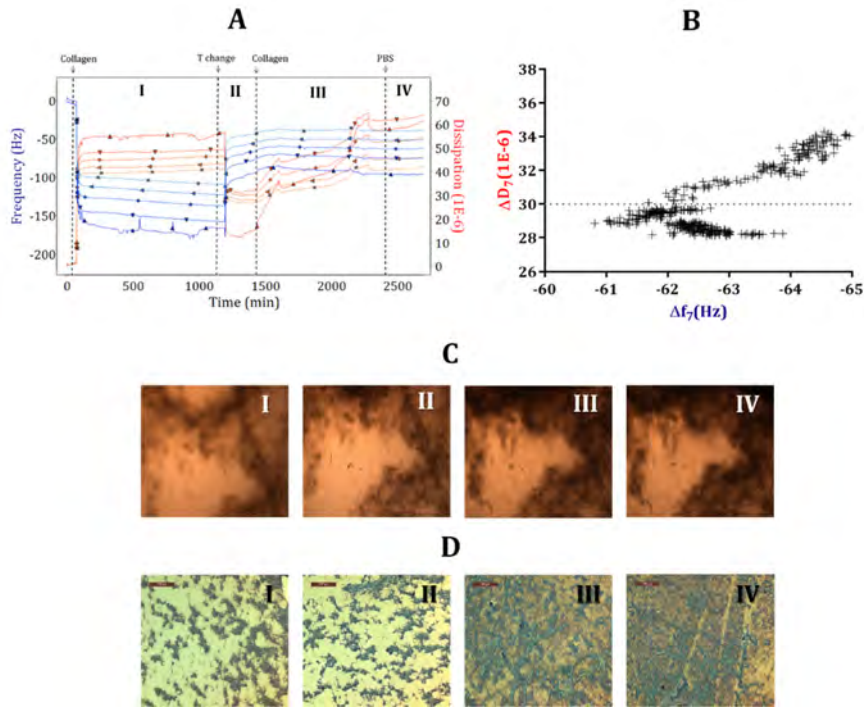 A
Collagen
T change
Collagen
PBS
I
II
III
IV
0
-50
-100
-150
-200
Frequency (Hz)
70
60
50
40
30
20
10
0
Dissipation (1E-6)
0
500
1000
1500
2000
2500
Time (min)
B
38
36
34
32
30
28
26
ΔD7(1E-6)
-60
-61
-62
-63
-64
-65
Δf7(Hz)
C
I
II
III
IV
D
I
II
III
IV